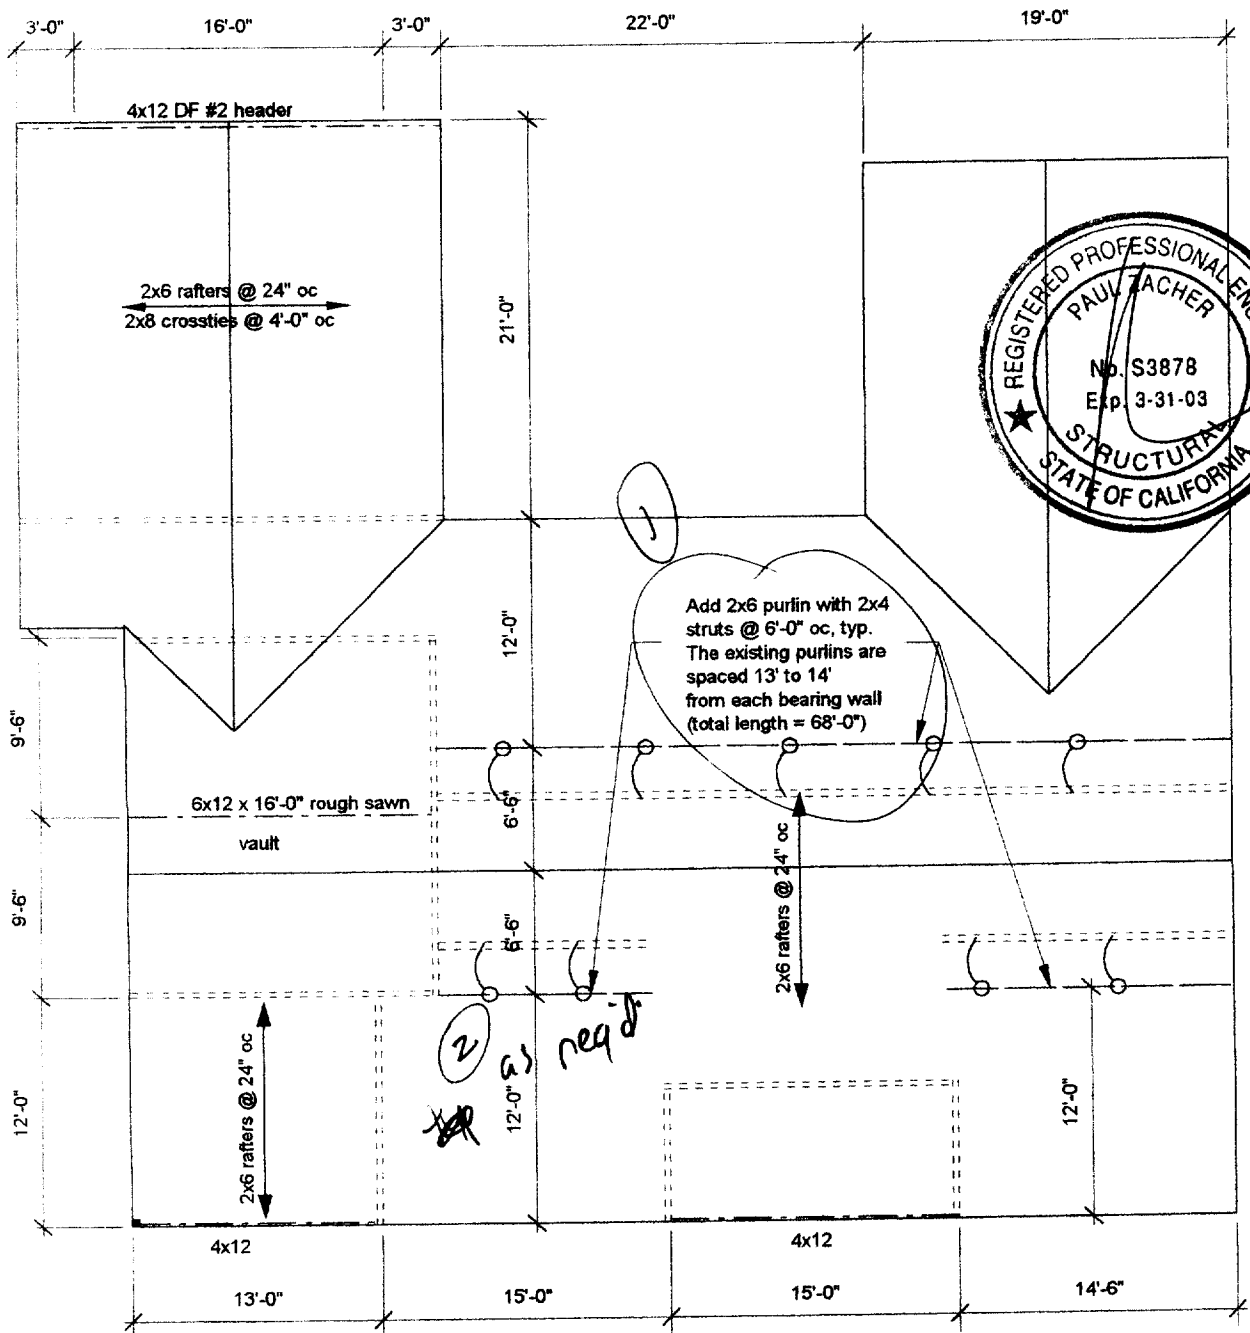 3'-0" 16'-0" 3'-0" 22'-0" 19'-0"
4x12 DF #2 header
2x6 rafters @ 24" oc
2x8 crossties @ 4'-0" oc
21'-0"
REGISTERED PROFESSIONAL
PAUL ZACHER
No. S3878
Exp. 3-31-03
STRUCTURAL
STATE OF CALIFORNIA
1
Add 2x6 purlin with 2x4
struts @ 6'-0" oc, typ.
The existing purlins are
spaced 13' to 14'
from each bearing wall
(total length = 68'-0")
12'-0"
9'-6"
6x12 x 16'-0" rough sawn
vault
6'-6"
2x6 rafters @ 24" oc
9'-6"
6'-6"
2 as req'd
2x6 rafters @ 24" oc
12'-0"
12'-0"
12'-0"
4x12
4x12
13'-0" 15'-0" 15'-0" 14'-6"